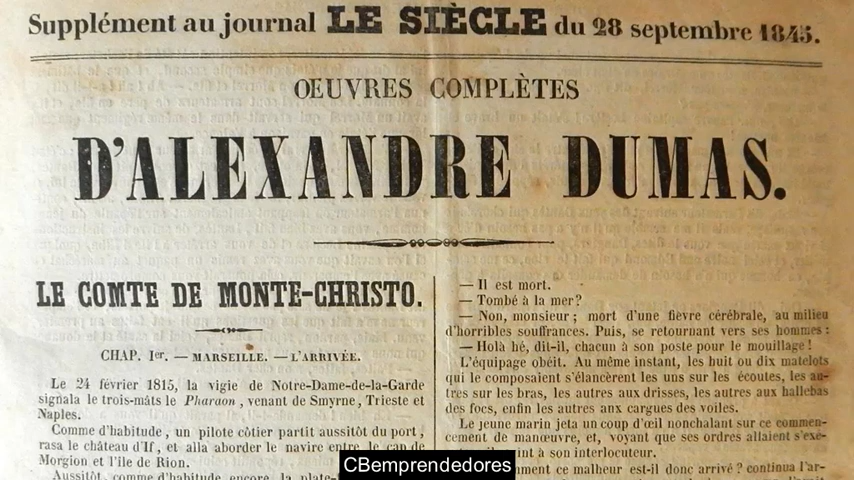 Supplément au journal LE SIÈCLE du 28 septembre 1845.
OEUVRES COMPLÈTES
D'ALEXANDRE DUMAS.
LE COMTE DE MONTE-CHRISTO.
CHAP. Ier. — MARSEILLE. — L'ARRIVÉE.
Le 24 février 1815, la vigie de Notre-Dame-de-la-Garde
signala le trois-mâts le Pharaon, venant de Smyrne, Trieste et
Naples.
Comme d'habitude, un pilote côtier partit aussitôt du port,
rasa le château d'If, et alla aborder le navire entre le cap de
Morgion et l'île de Rion.
Aussitôt, comme d'habitude encore, la
— Il est mort.
— Tombé à la mer?
— Non, monsieur; mort d'une fièvre cérébrale, au milieu
d'horribles souffrances. Puis, se retournant vers ses hommes:
— Holà hé, dit-il, chacun à son poste pour le mouillage!
L'équipage obéit. Au même instant, les huit ou dix matelots
qui le composaient s'élancèrent les uns sur les écoutes, les au-
tres sur les bras, les autres aux drisses, les autres aux hallebas
des focs, enfin les autres aux cargues des voiles.
Le jeune marin jeta un coup d'œil nonchalant sur ce commen-
cement de manœuvre, et, voyant que ses ordres allaient s'exé-
à son interlocuteur.
ce malheur est-il donc arrivé? continua l'ar-
CBemprendedores